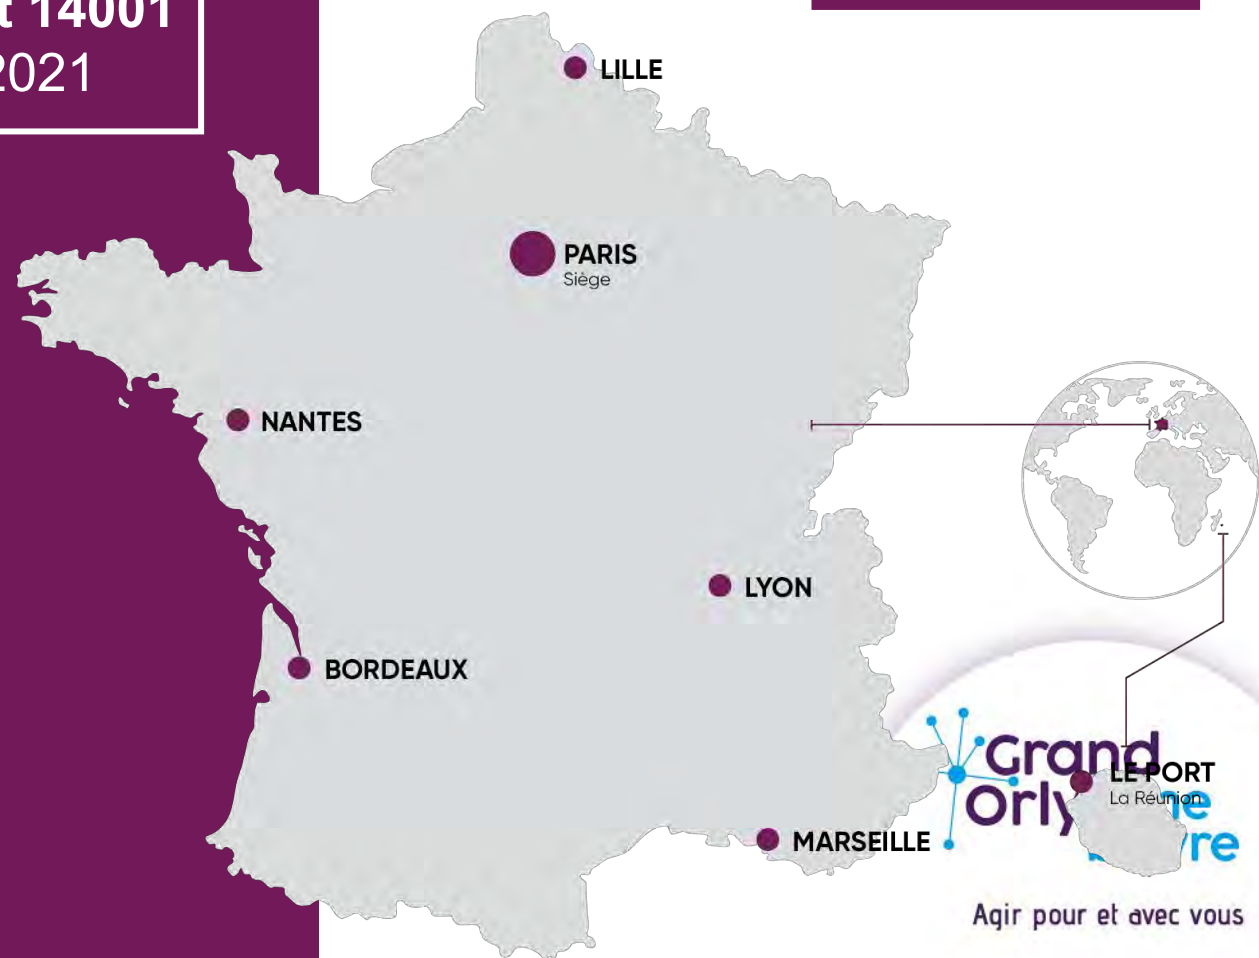 t 14001
2021
LILLE
PARIS
Siège
NANTES
LYON
BORDEAUX
MARSEILLE
Grand
Orly
LE PORT
La Réunion
Agir pour et avec vous